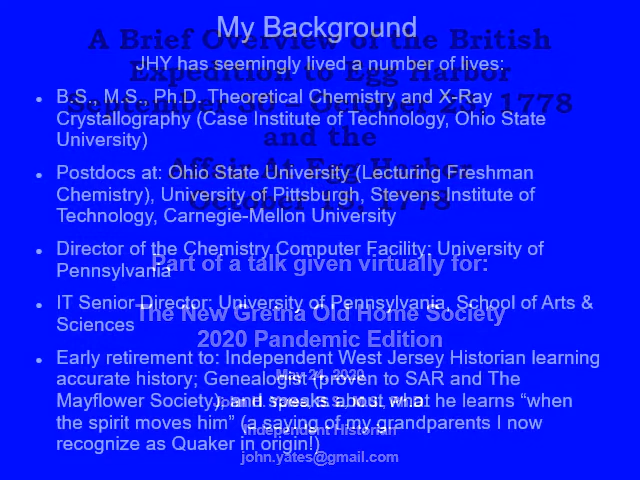 My Background
JHY has seemingly lived a number of lives:
B.S., M.S., Ph.D. Theoretical Chemistry and X-Ray
Crystallography (Case Institute of Technology, Ohio State
University)
Postdocs at: Ohio State University (Lecturing Freshman
Chemistry), University of Pittsburgh, Stevens Institute of
Technology, Carnegie-Mellon University
Director of the Chemistry Computer Facility: University of
Pennsylvania
IT Senior Director: University of Pennsylvania, School of Arts &
Sciences
Early retirement to: Independent West Jersey Historian learning
accurate history; Genealogist (proven to SAR and The
Mayflower Society); and speaks about what he learns “when
the spirit moves him” (a saying of my grandparents I now
recognize as Quaker in origin!)
A Brief Overview of the British
Expedition to Egg Harbor
September 30 – October 1778
and the
Affair At Egg Harbor
October 15, 1778
Part of a talk given virtually for:
The New Gretna Old Home Society
2020 Pandemic Edition
May 24, 2020
Independent Historian
john.yates@gmail.com